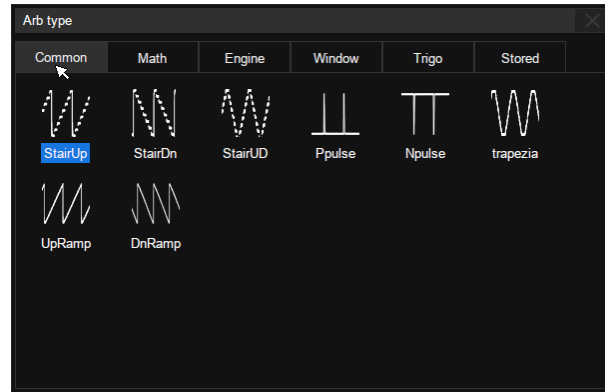 Arb type
Common Math Engine Window Trigo Stored
StairUp StairDn StairUD Ppulse Npulse trapezia
UpRamp DnRamp